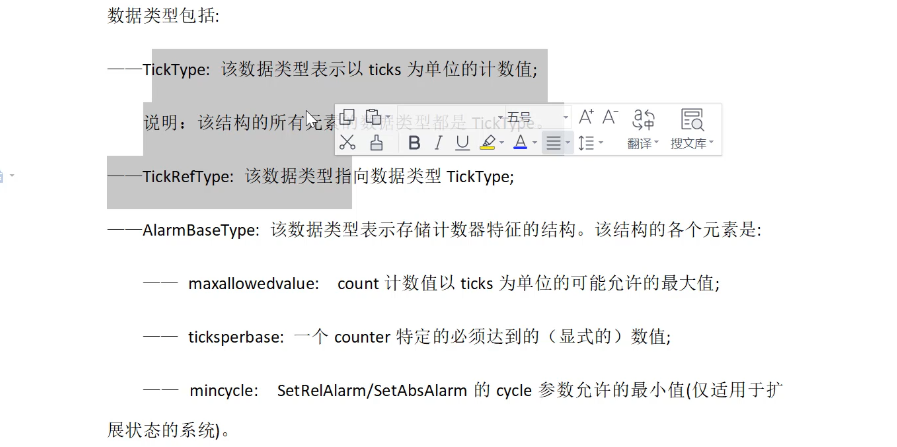 数据类型包括:
——TickType: 该数据类型表示以 ticks 为单位的计数值;
说明：该结构的所有元素的数据类型都是 TickType。
五号 A+ A-
B I U A 翻译 搜文库
——TickRefType: 该数据类型指向数据类型 TickType;
——AlarmBaseType: 该数据类型表示存储计数器特征的结构。该结构的各个元素是:
—— maxallowedvalue: count 计数值以 ticks 为单位的可能允许的最大值;
—— ticksperbase: 一个 counter 特定的必须达到的（显式的）数值;
—— mincycle: SetRelAlarm/SetAbsAlarm 的 cycle 参数允许的最小值(仅适用于扩
展状态的系统)。